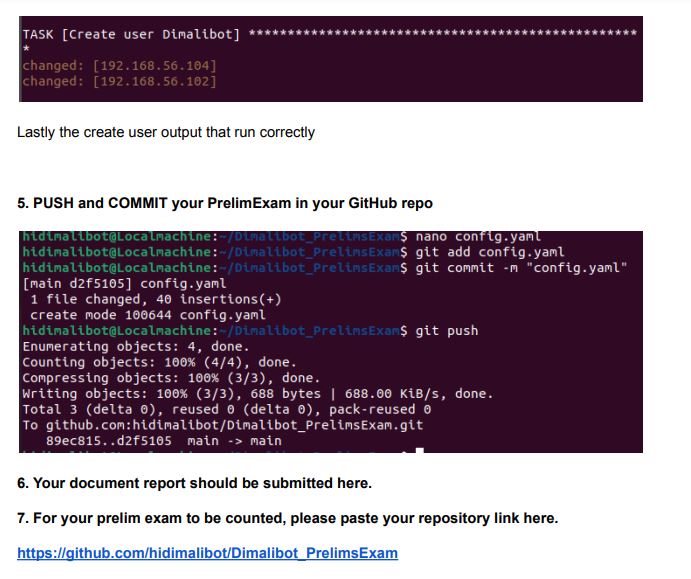 TASK [Create user Dimalibot] **************************************************
*
changed: [192.168.56.104]
changed: [192.168.56.102]
Lastly the create user output that run correctly
5. PUSH and COMMIT your PrelimExam in your GitHub repo
hidimalibot@Localmachine:~/Dimalibot_PrelimsExam$ nano config.yaml
hidimalibot@Localmachine:~/Dimalibot_PrelimsExam$ git add config.yaml
hidimalibot@Localmachine:~/Dimalibot_PrelimsExam$ git commit -m "config.yaml"
[main d2f5105] config.yaml
 1 file changed, 40 insertions(+)
 create mode 100644 config.yaml
hidimalibot@Localmachine:~/Dimalibot_PrelimsExam$ git push
Enumerating objects: 4, done.
Counting objects: 100% (4/4), done.
Compressing objects: 100% (3/3), done.
Writing objects: 100% (3/3), 688 bytes | 688.00 KiB/s, done.
Total 3 (delta 0), reused 0 (delta 0), pack-reused 0
To github.com:hidimalibot/Dimalibot_PrelimsExam.git
   89ec815..d2f5105  main -> main
6. Your document report should be submitted here.
7. For your prelim exam to be counted, please paste your repository link here.
https://github.com/hidimalibot/Dimalibot_PrelimsExam